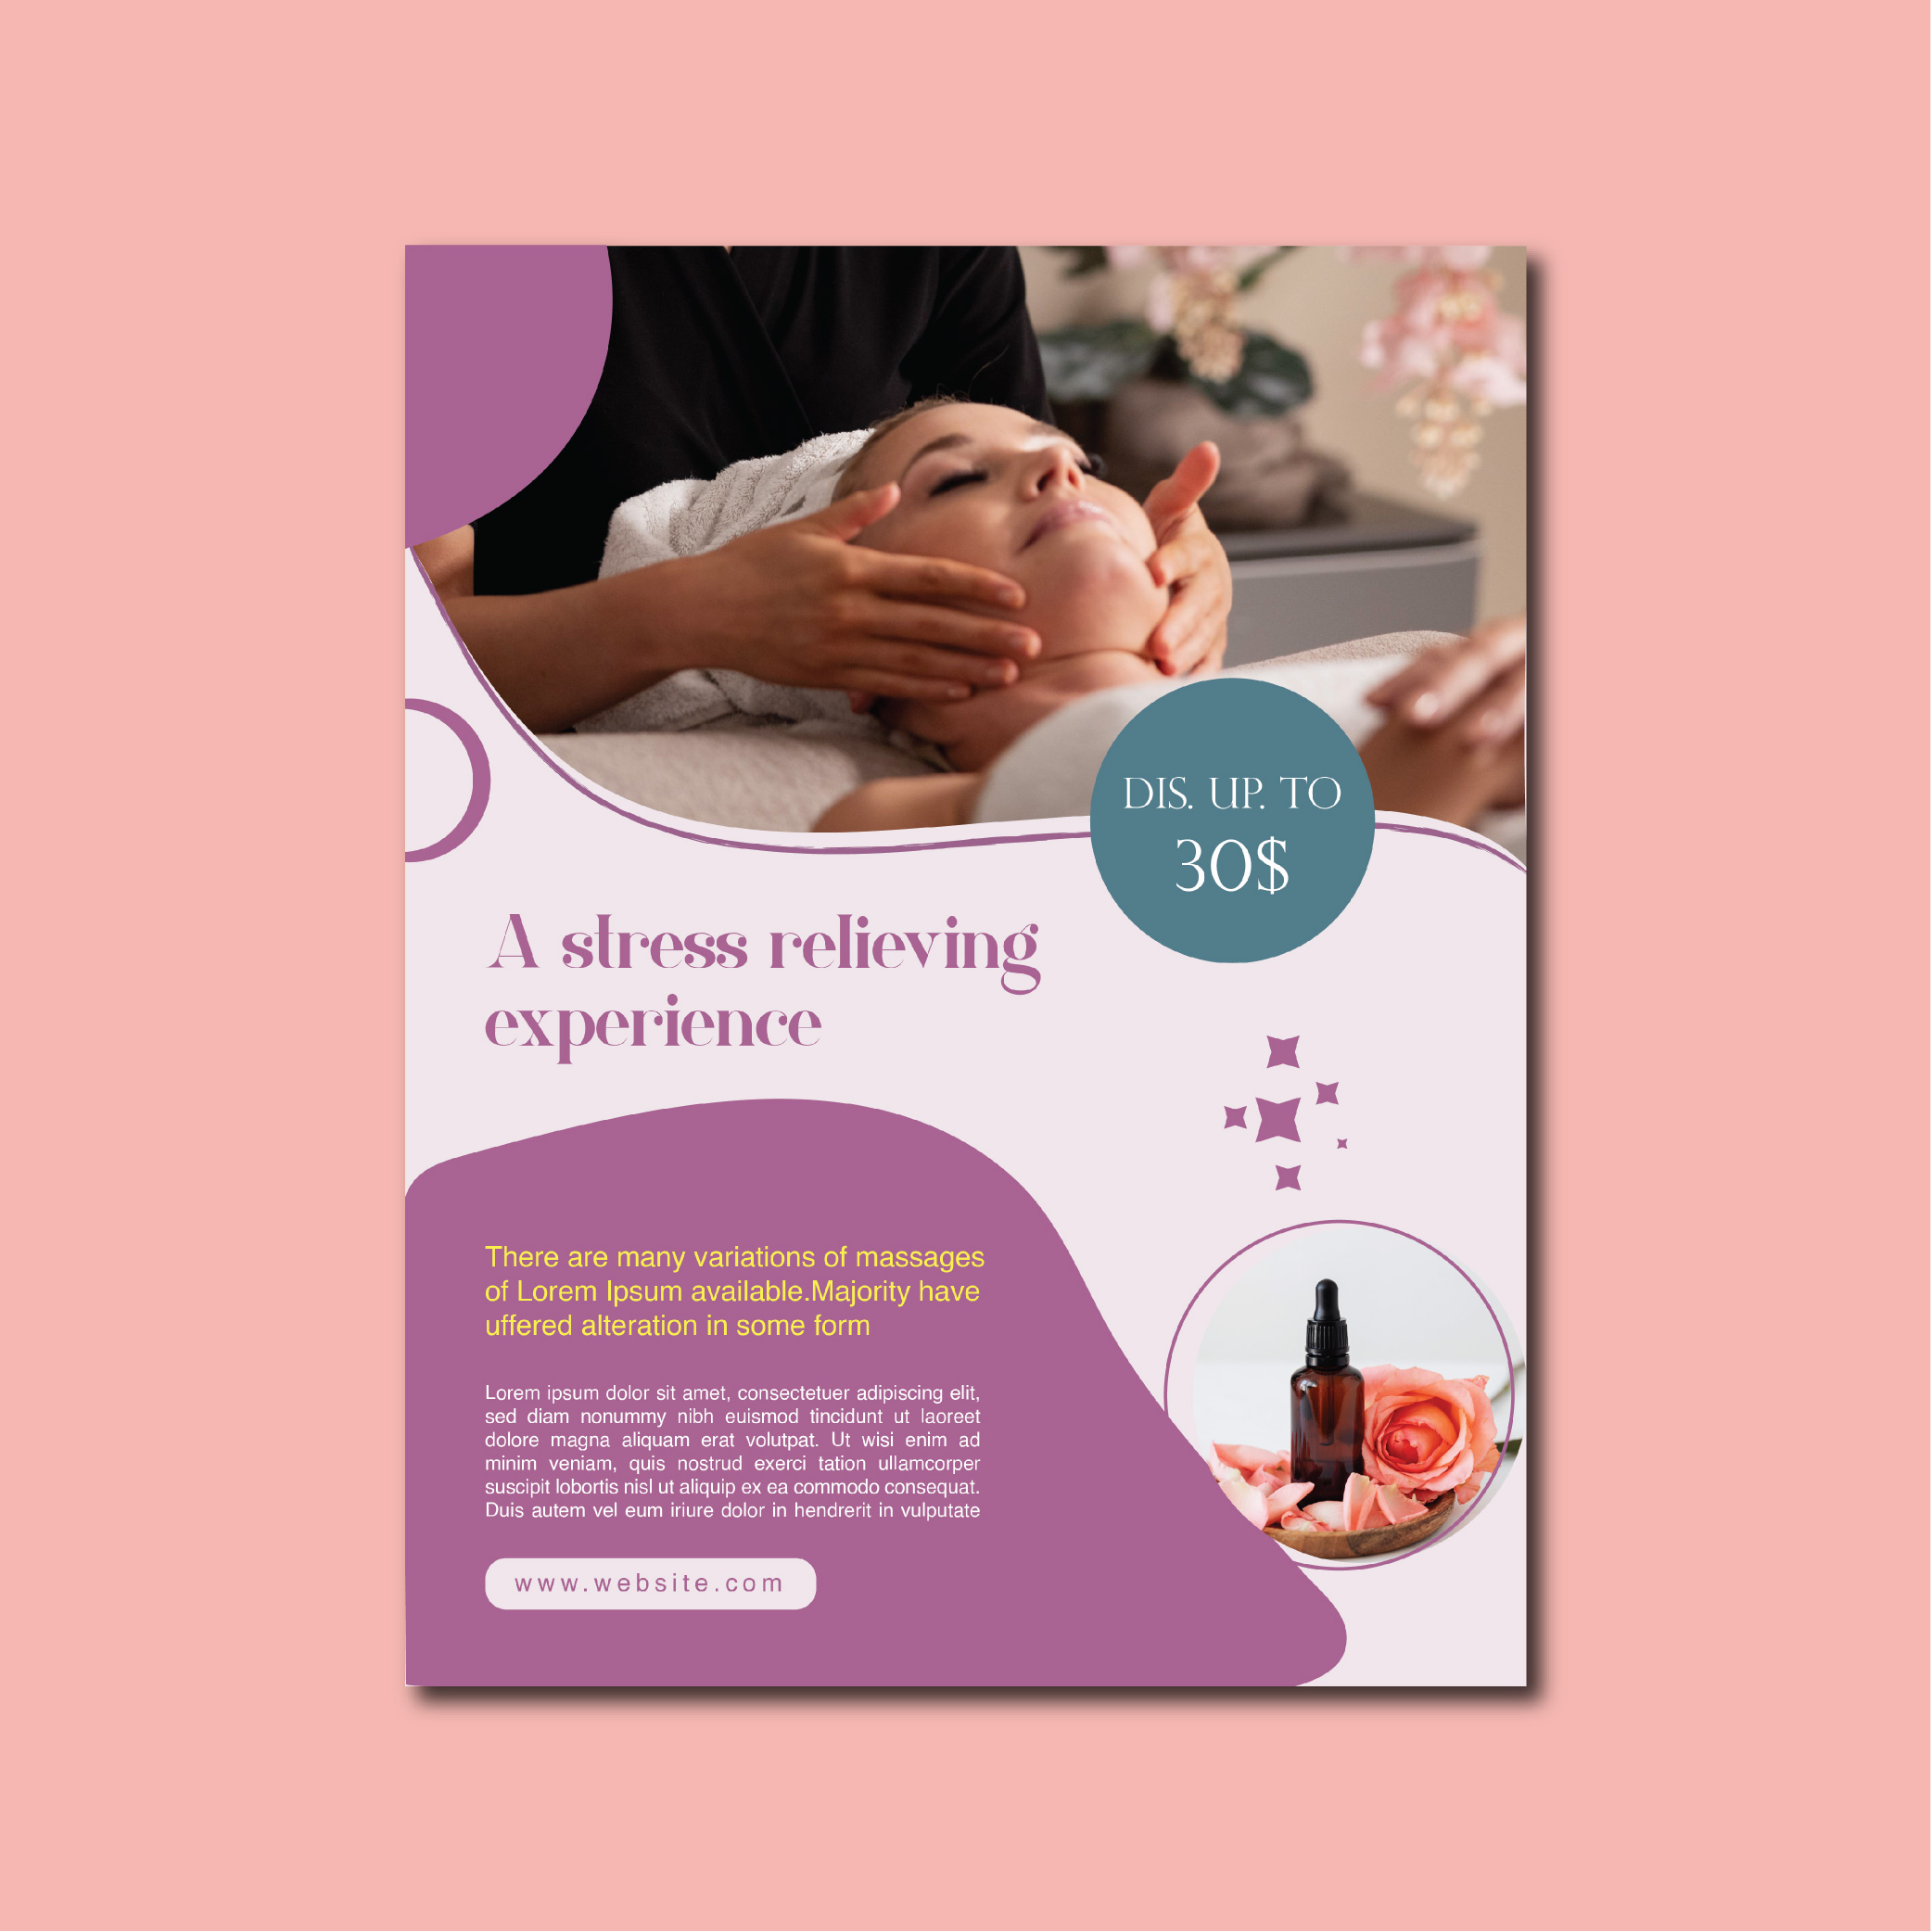 DIS. UP. TO
30$
A stress relieving
experience
There are many variations of massages
of Lorem Ipsum available.Majority have
uffered alteration in some form
Lorem ipsum dolor sit amet, consectetuer adipiscing elit,
sed diam nonummy nibh euismod tincidunt ut laoreet
dolore magna aliquam erat volutpat. Ut wisi enim ad
minim veniam, quis nostrud exerci tation ullamcorper
suscipit lobortis nisl ut aliquip ex ea commodo consequat.
Duis autem vel eum iriure dolor in hendrerit in vulputate
www.website.com